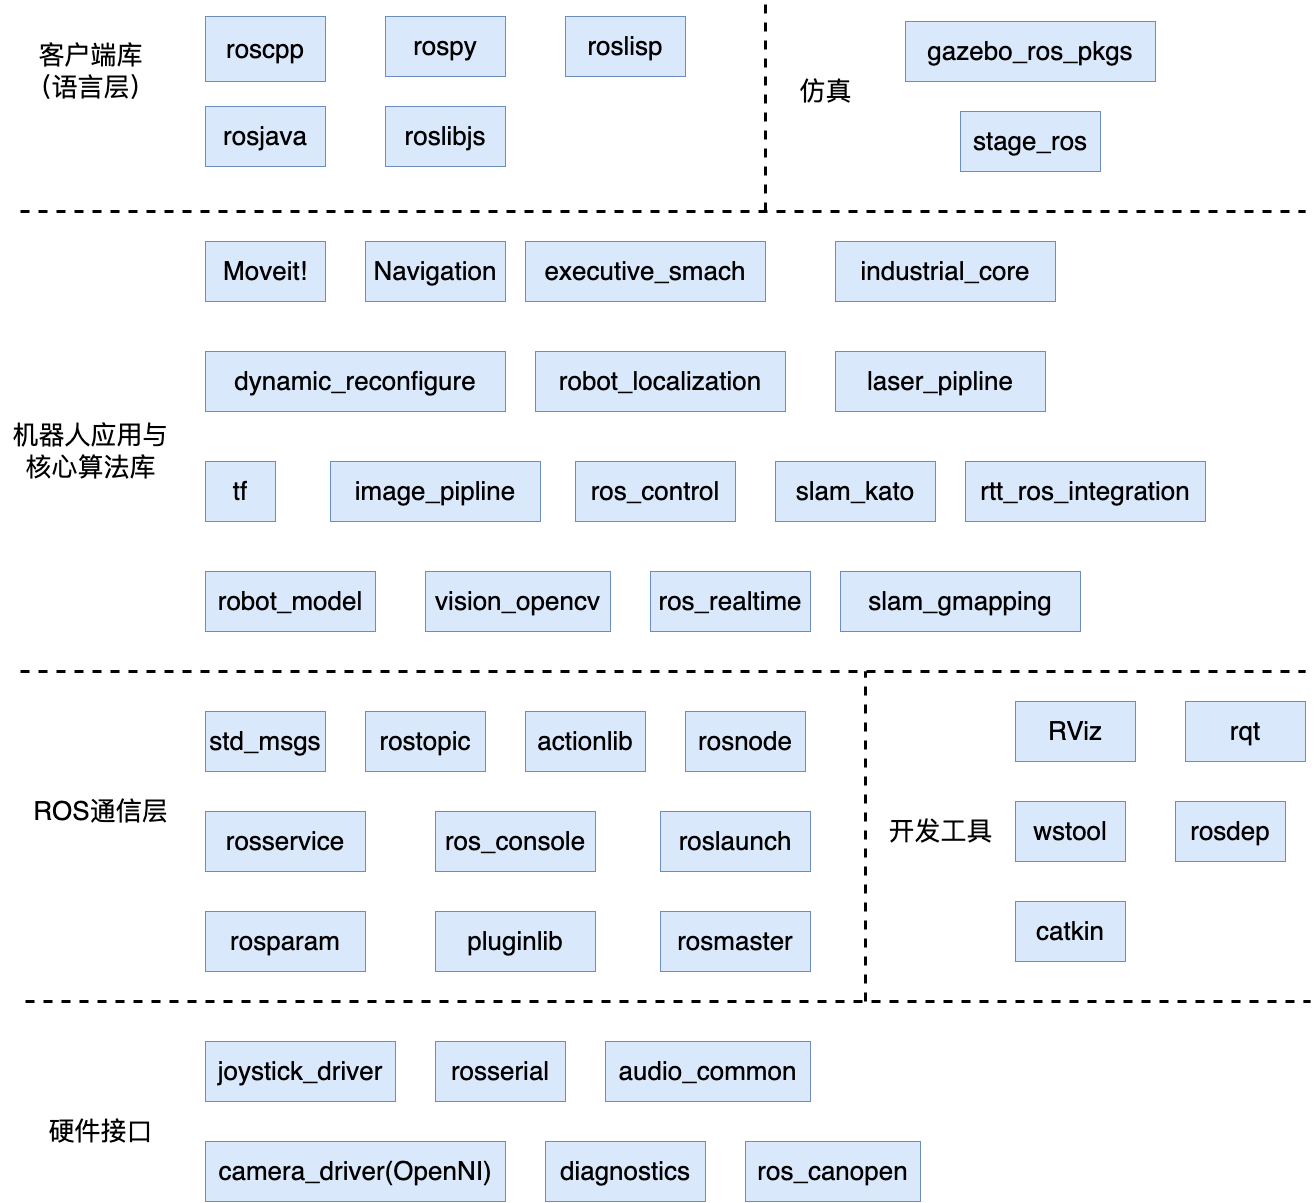 客户端库
（语言层）
roscpp
rospy
roslisp
rosjava
roslibjs
仿真
gazebo_ros_pkgs
stage_ros
机器人应用与
核心算法库
Moveit!
Navigation
executive_smach
industrial_core
dynamic_reconfigure
robot_localization
laser_pipline
tf
image_pipline
ros_control
slam_kato
rtt_ros_integration
robot_model
vision_opencv
ros_realtime
slam_gmapping
ROS通信层
std_msgs
rostopic
actionlib
rosnode
rosservice
ros_console
roslaunch
rosparam
pluginlib
rosmaster
开发工具
RViz
rqt
wstool
rosdep
catkin
硬件接口
joystick_driver
rosserial
audio_common
camera_driver(OpenNI)
diagnostics
ros_canopen